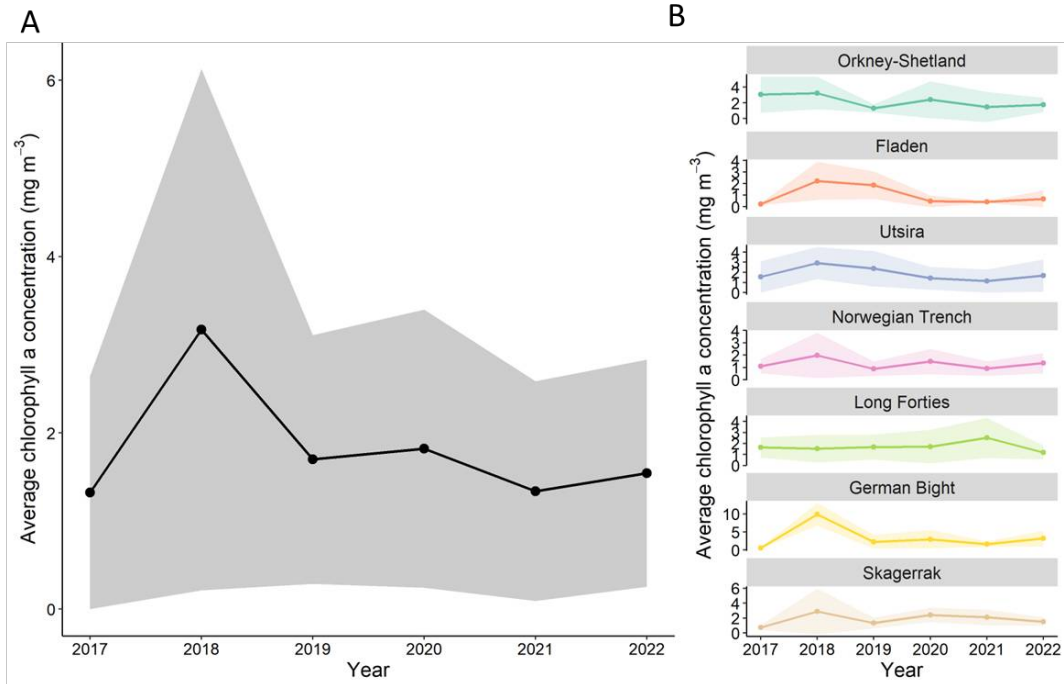 A
Average chlorophyll a concentration (mg m⁻³)
6
4
2
0
2017 2018 2019 2020 2021 2022
Year
B
Average chlorophyll a concentration (mg m⁻³)
Orkney-Shetland
4
2
0
Fladen
4
3
2
1
0
Utsira
4
3
2
1
0
Norwegian Trench
4
3
2
1
0
Long Forties
4
3
2
1
0
German Bight
10
5
0
Skagerrak
6
4
2
0
2017 2018 2019 2020 2021 2022
Year